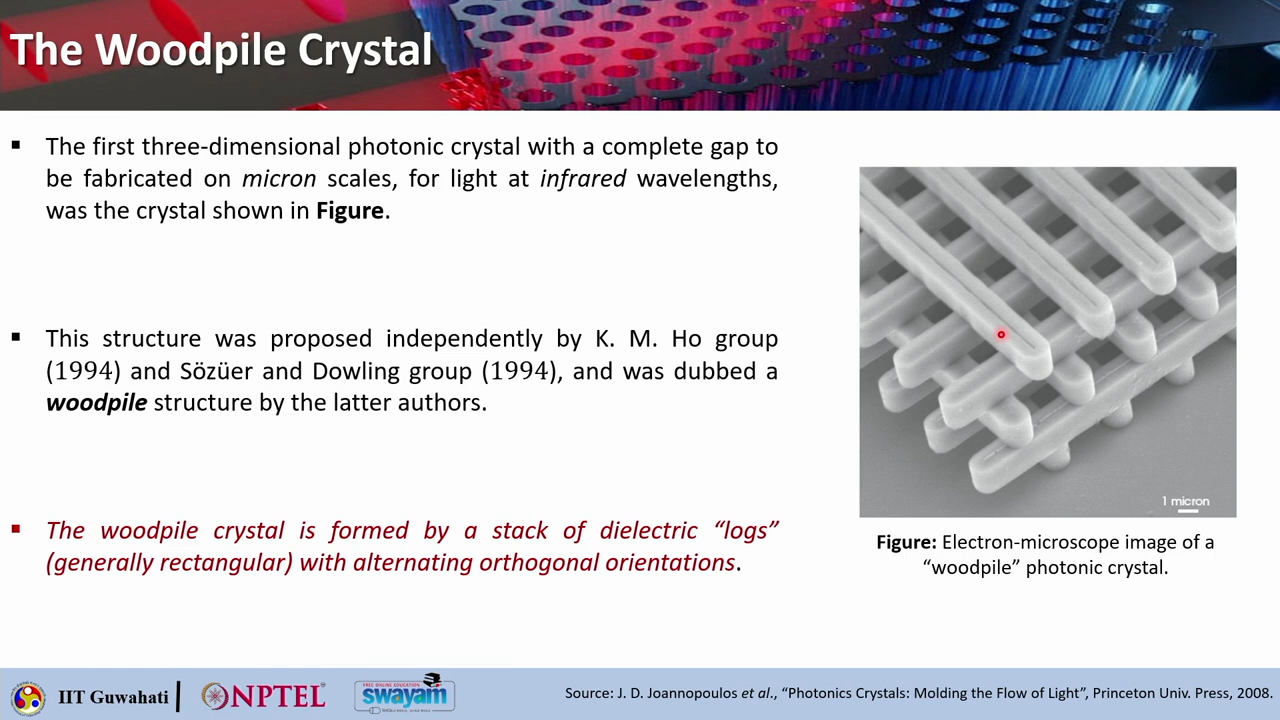 The Woodpile Crystal
▪ The first three-dimensional photonic crystal with a complete gap to
be fabricated on micron scales, for light at infrared wavelengths,
was the crystal shown in Figure.
▪ This structure was proposed independently by K. M. Ho group
(1994) and Sözüer and Dowling group (1994), and was dubbed a
woodpile structure by the latter authors.
▪ The woodpile crystal is formed by a stack of dielectric “logs”
(generally rectangular) with alternating orthogonal orientations.
1 micron
Figure: Electron-microscope image of a
“woodpile” photonic crystal.
IIT Guwahati
NPTEL
FREE ONLINE EDUCATION
swayam
Source: J. D. Joannopoulos et al., “Photonics Crystals: Molding the Flow of Light”, Princeton Univ. Press, 2008.